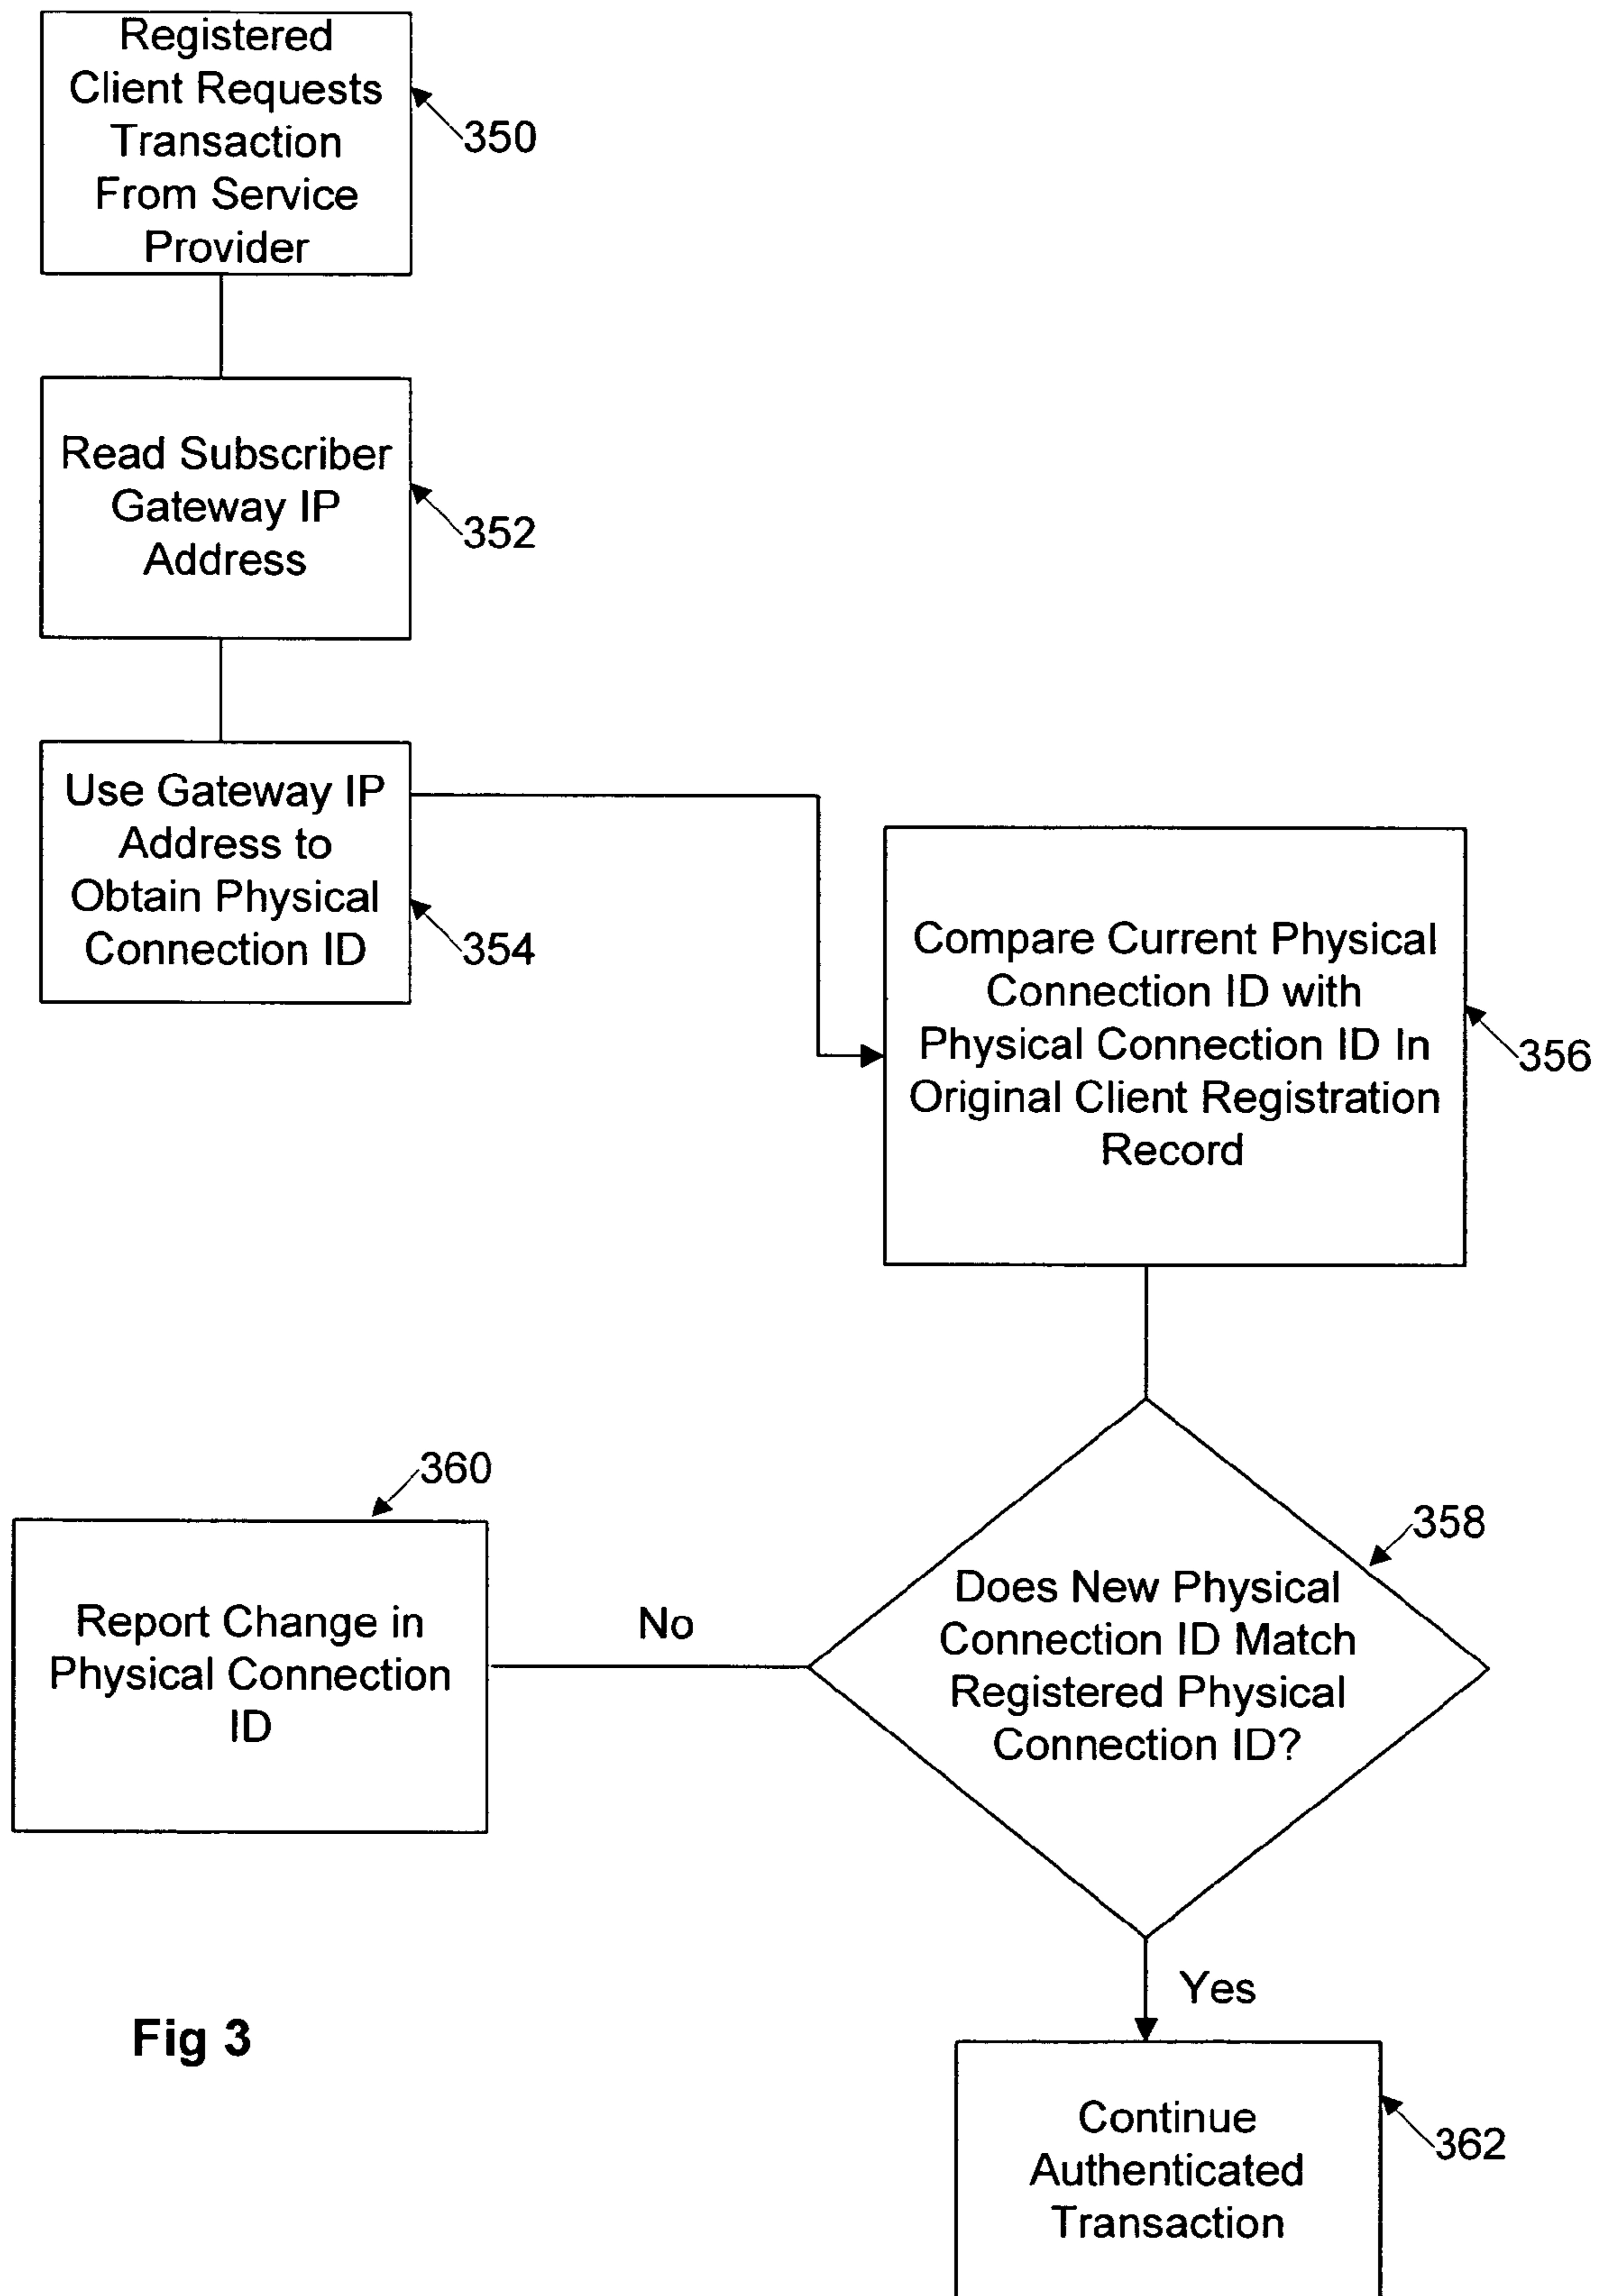 Registered
Client Requests
Transaction
From Service
Provider
350
Read Subscriber
Gateway IP
Address
352
Use Gateway IP
Address to
Obtain Physical
Connection ID
354
Compare Current Physical
Connection ID with
Physical Connection ID In
Original Client Registration
Record
356
358
Does New Physical
Connection ID Match
Registered Physical
Connection ID?
No
360
Report Change in
Physical Connection
ID
Yes
Continue
Authenticated
Transaction
362
Fig 3